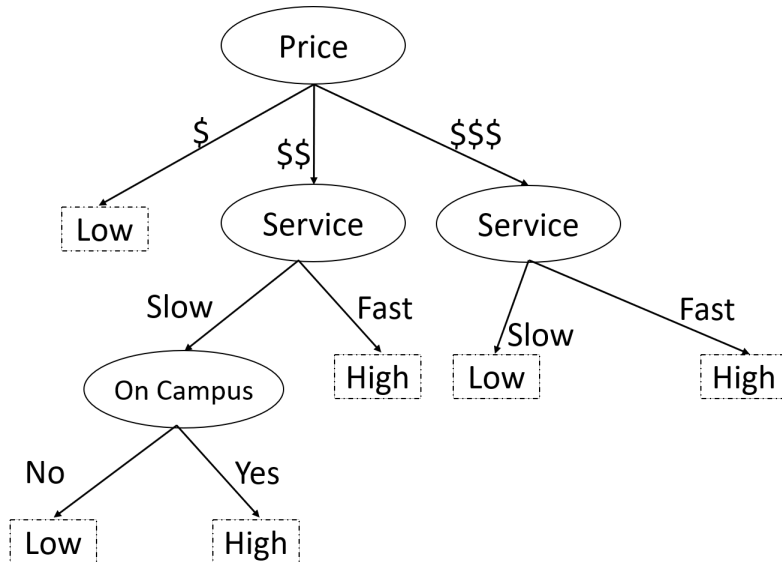 Price
$
$$
$$$
Low
Service
Service
Slow
Fast
Slow
Fast
On Campus
High
Low
High
No
Yes
Low
High